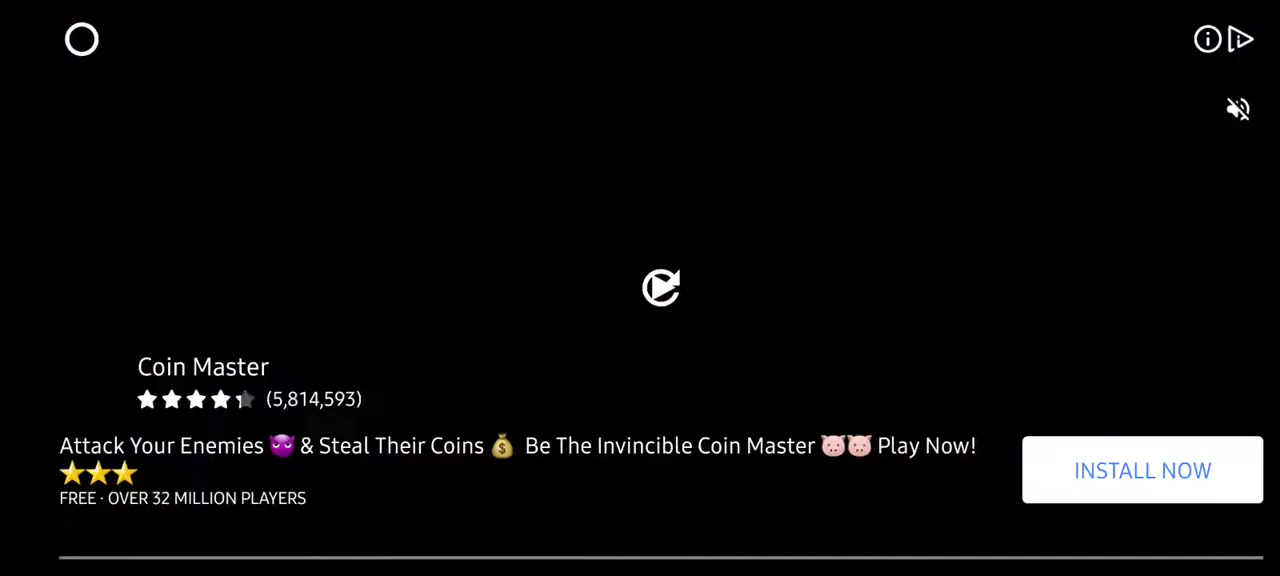 Coin Master
(5,814,593)
Attack Your Enemies 😈 & Steal Their Coins 💰 Be The Invincible Coin Master 🐷🐷 Play Now!
⭐⭐⭐
FREE · OVER 32 MILLION PLAYERS
INSTALL NOW